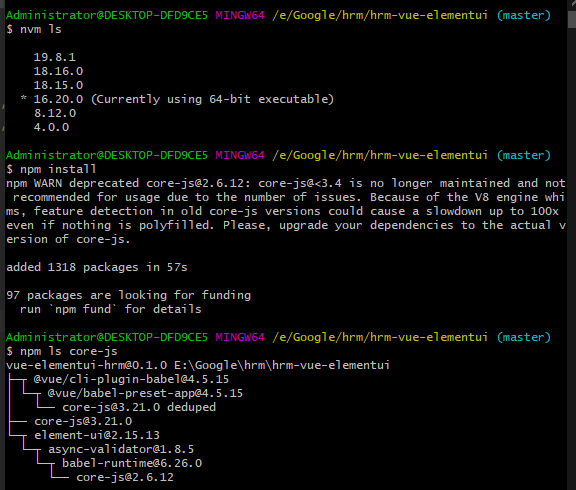 Administrator@DESKTOP-DFD9CE5 MINGW64 /e/Google/hrm/hrm-vue-elementui (master)
$ nvm ls
19.8.1
18.16.0
18.15.0
* 16.20.0 (Currently using 64-bit executable)
8.12.0
4.0.0
Administrator@DESKTOP-DFD9CE5 MINGW64 /e/Google/hrm/hrm-vue-elementui (master)
$ npm install
npm WARN deprecated core-js@2.6.12: core-js@<3.4 is no longer maintained and not
recommended for usage due to the number of issues. Because of the V8 engine whi
ms, feature detection in old core-js versions could cause a slowdown up to 100x
even if nothing is polyfilled. Please, upgrade your dependencies to the actual v
ersion of core-js.
added 1318 packages in 57s
97 packages are looking for funding
run `npm fund` for details
Administrator@DESKTOP-DFD9CE5 MINGW64 /e/Google/hrm/hrm-vue-elementui (master)
$ npm ls core-js
vue-elementui-hrm@0.1.0 E:\Google\hrm\hrm-vue-elementui
├─┬ @vue/cli-plugin-babel@4.5.15
│ └─┬ @vue/babel-preset-app@4.5.15
│   └── core-js@3.21.0 deduped
├── core-js@3.21.0
└─┬ element-ui@2.15.13
  └─┬ async-validator@1.8.5
    └─┬ babel-runtime@6.26.0
      └── core-js@2.6.12